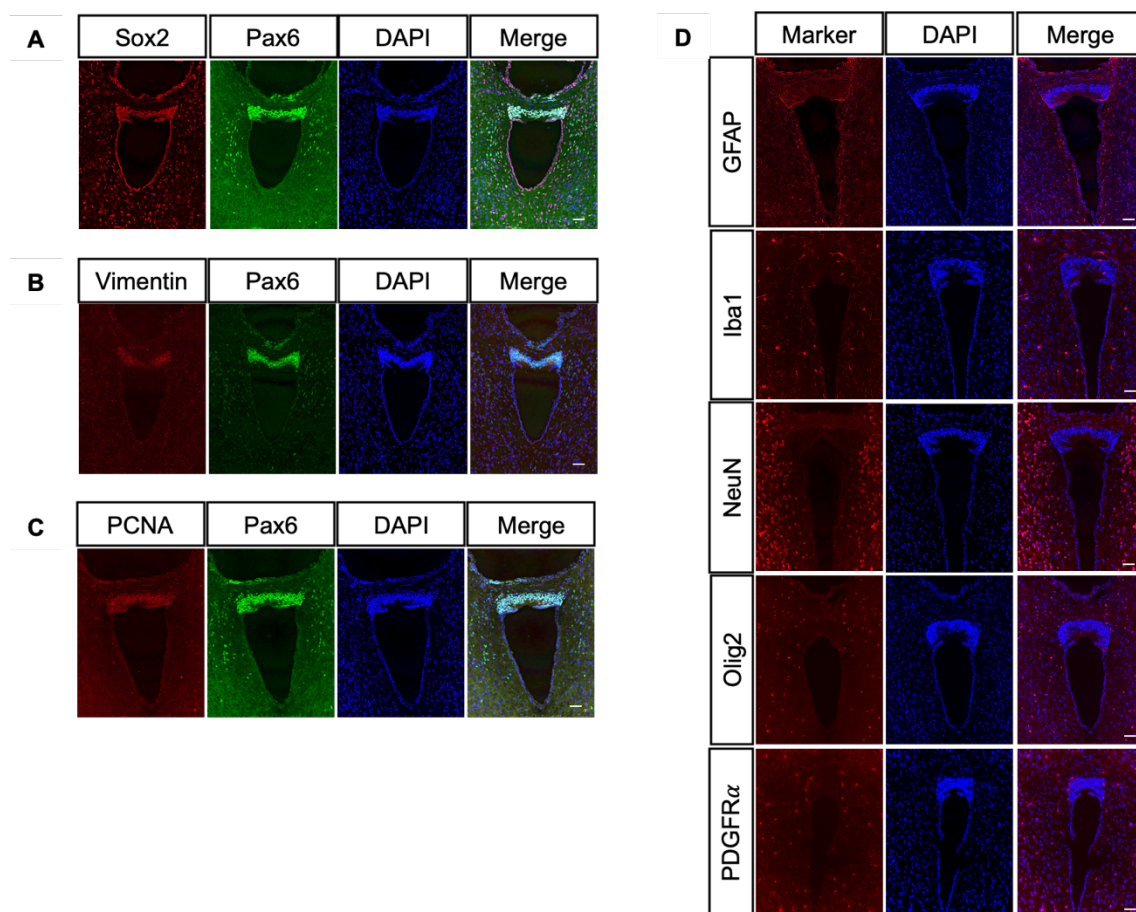 A
Sox2 Pax6 DAPI Merge
B
Vimentin Pax6 DAPI Merge
C
PCNA Pax6 DAPI Merge
D
Marker DAPI Merge
GFAP
Iba1
NeuN
Olig2
PDGFRα